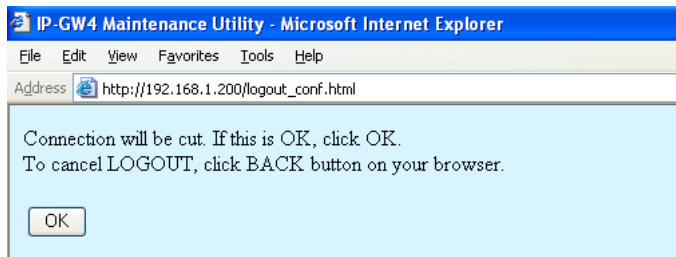 IP-GW4 Maintenance Utility - Microsoft Internet Explorer
File Edit View Favorites Tools Help
Address http://192.168.1.200/logout_conf.html
Connection will be cut. If this is OK, click OK.
To cancel LOGOUT, click BACK button on your browser.
OK